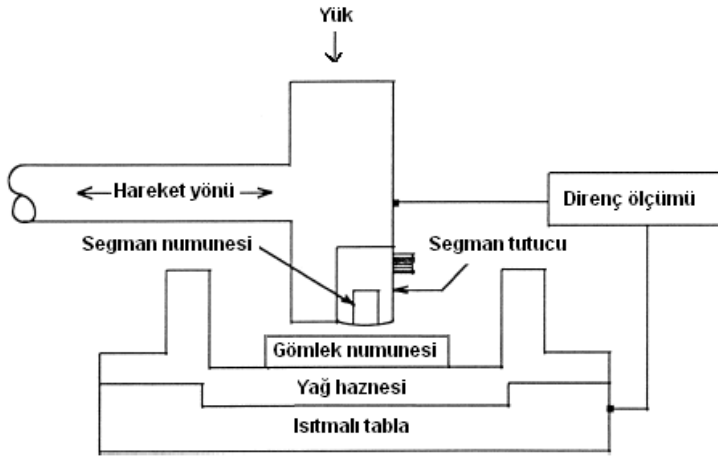 Yük
Hareket yönü
Direnç ölçümü
Segman numunesi
Segman tutucu
Gömlek numunesi
Yağ haznesi
Isıtmalı tabla